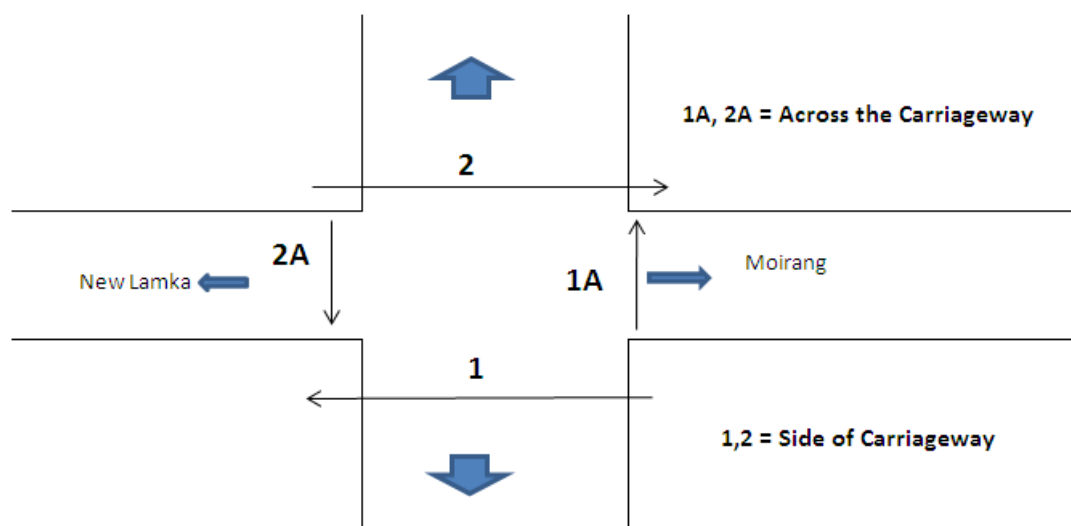 1A, 2A = Across the Carriageway
2
2A
New Lamka
1A
Moirang
1
1,2 = Side of Carriageway